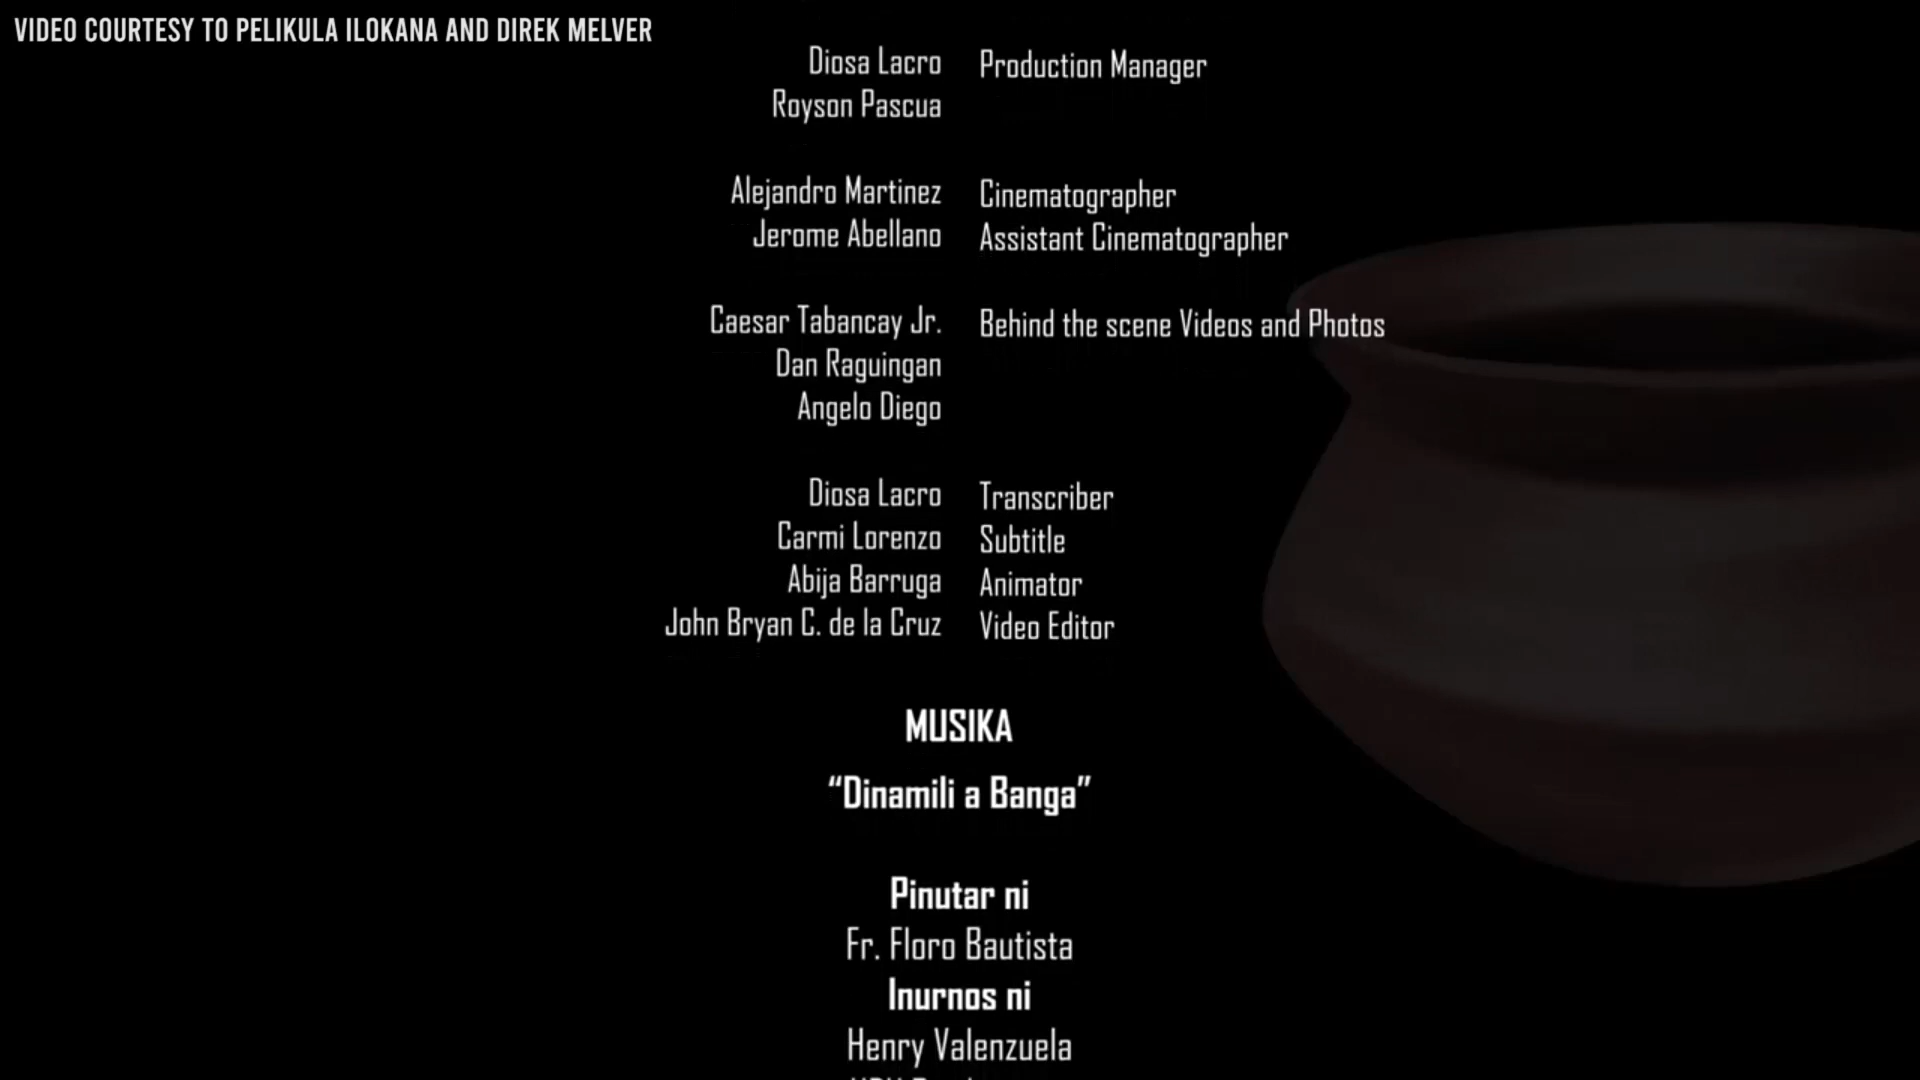 VIDEO COURTESY TO PELIKULA ILOKANA AND DIREK MELVER
Diosa Lacro Production Manager
Royson Pascua
Alejandro Martinez Cinematographer
Jerome Abellano Assistant Cinematographer
Caesar Tabancay Jr. Behind the scene Videos and Photos
Dan Raguingan
Angelo Diego
Diosa Lacro Transcriber
Carmi Lorenzo Subtitle
Abija Barruga Animator
John Bryan C. de la Cruz Video Editor
MUSIKA
“Dinamili a Banga”
Pinutar ni
Fr. Floro Bautista
Inurnos ni
Henry Valenzuela